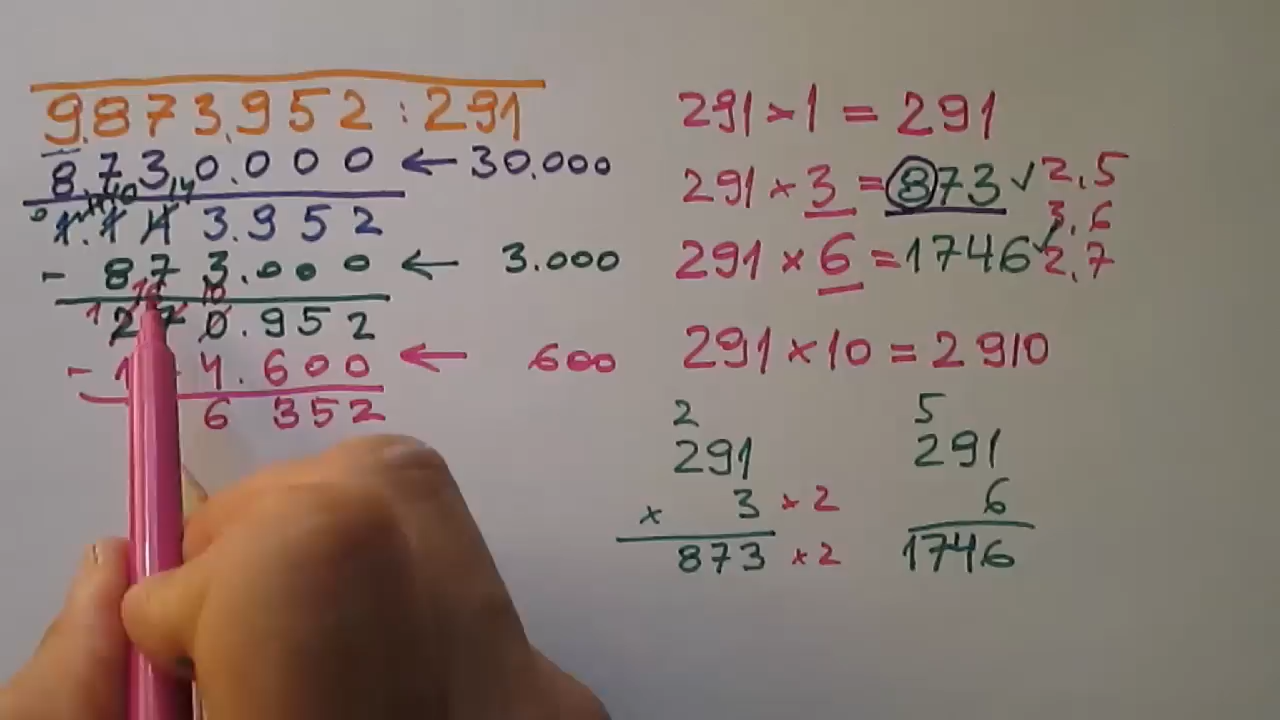 9.873.952 : 291
8.730.000 ← 30.000
1.143.952
- 873.000 ← 3.000
270.952
- 1 4.600 ← 600
6 352
291 × 1 = 291
291 × 3 = 873 ✓ 2,5
3,6
291 × 6 = 1746 ✓ 2,7
291 × 10 = 2910
2
291
× 3 × 2
873 × 2
5
291
6
1746